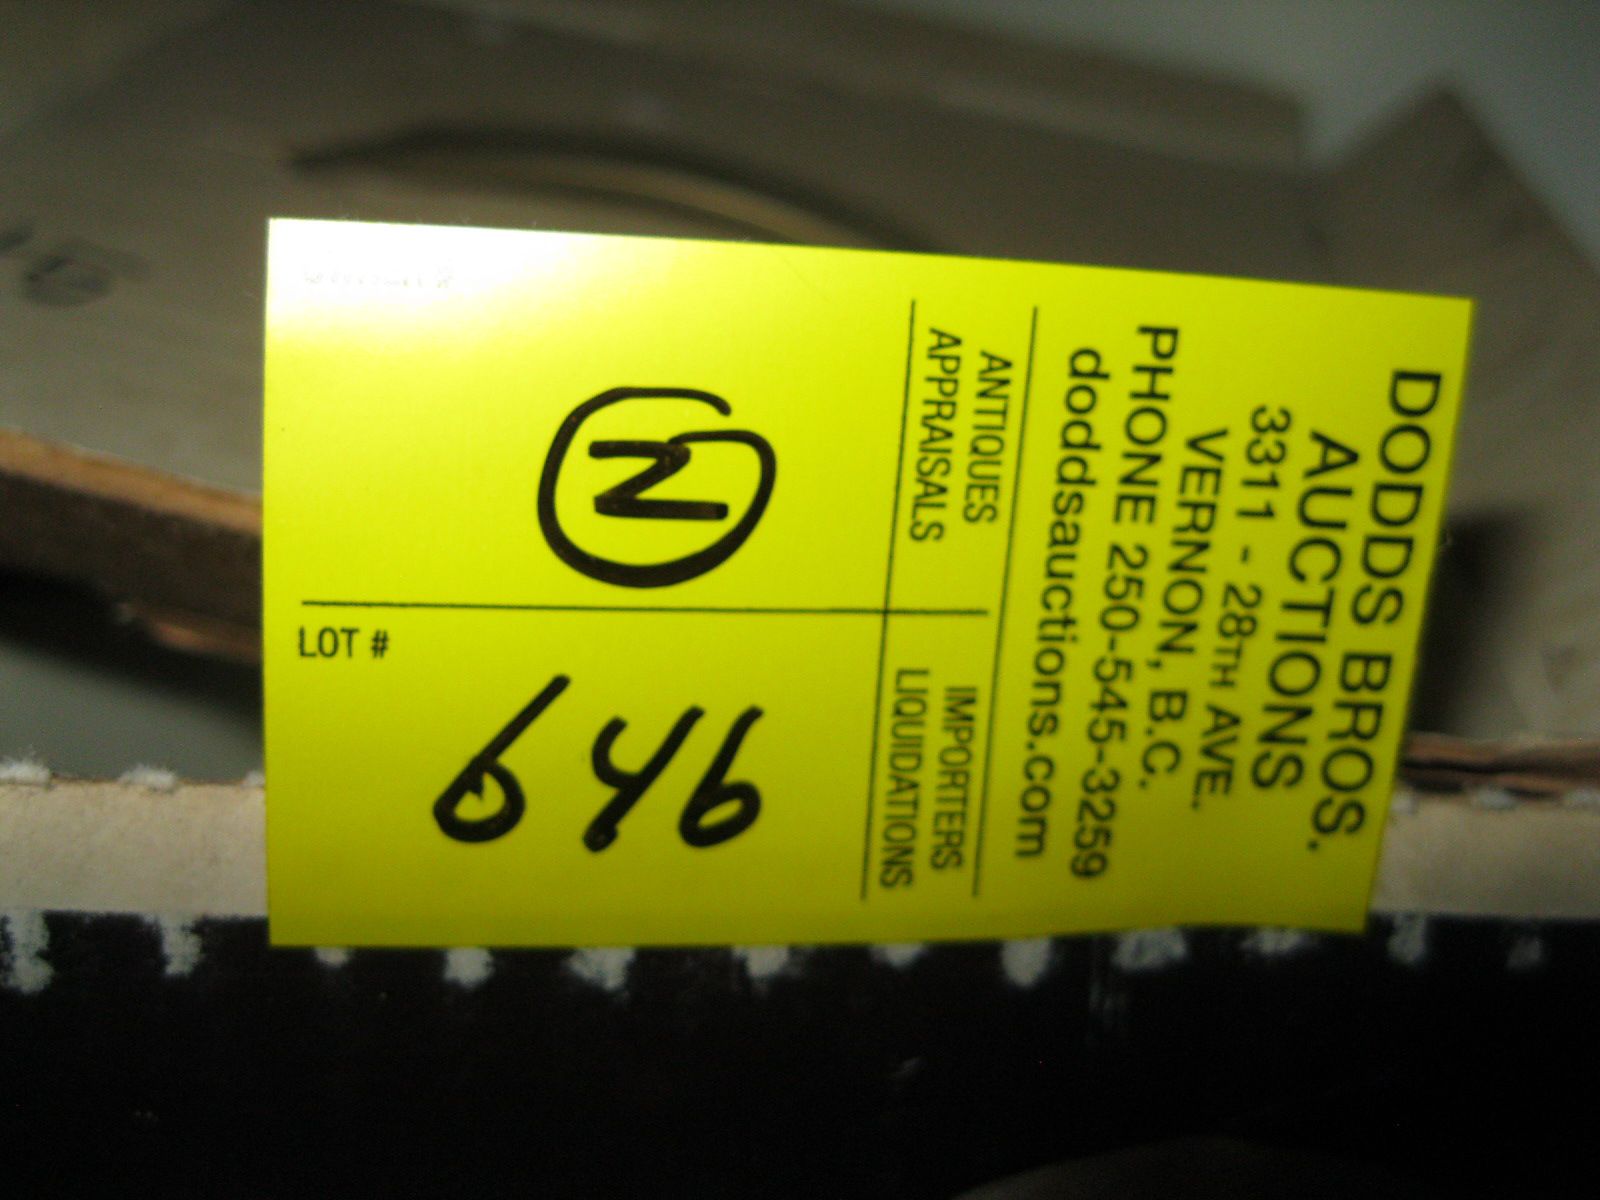 DODDS BROS.
AUCTIONS
3311 - 28TH AVE.
VERNON, B.C.
PHONE 250-545-3259
doddsauctions.com
ANTIQUES
APPRAISALS
IMPORTERS
LIQUIDATIONS
LOT #
646